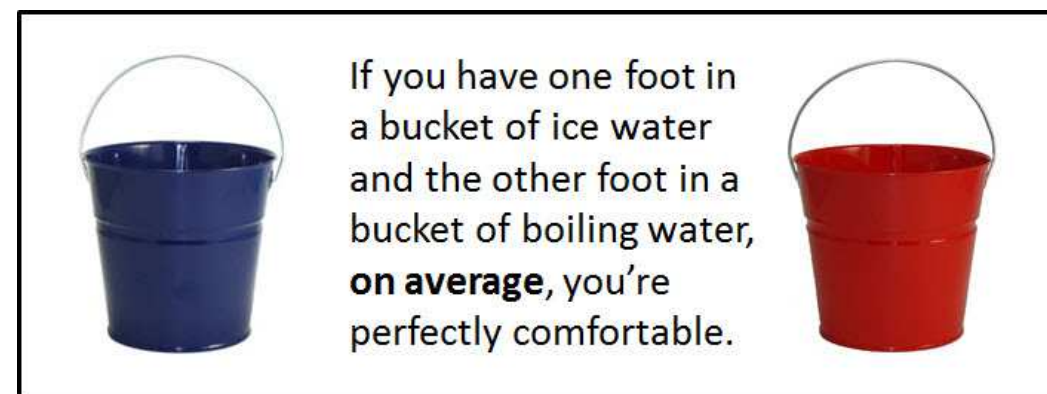 If you have one foot in
a bucket of ice water
and the other foot in a
bucket of boiling water,
on average, you’re
perfectly comfortable.